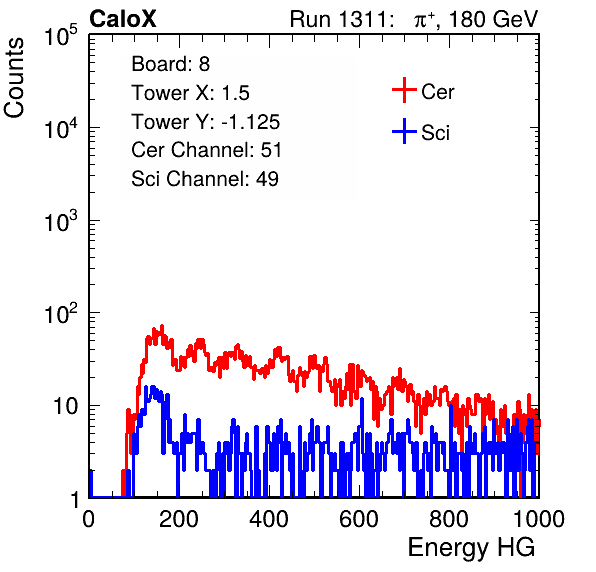 CaloX Run 1311: π⁺, 180 GeV
Counts
Board: 8
Tower X: 1.5
Tower Y: -1.125
Cer Channel: 51
Sci Channel: 49
Cer
Sci
10⁵
10⁴
10³
10²
10
1
0 200 400 600 800 1000
Energy HG